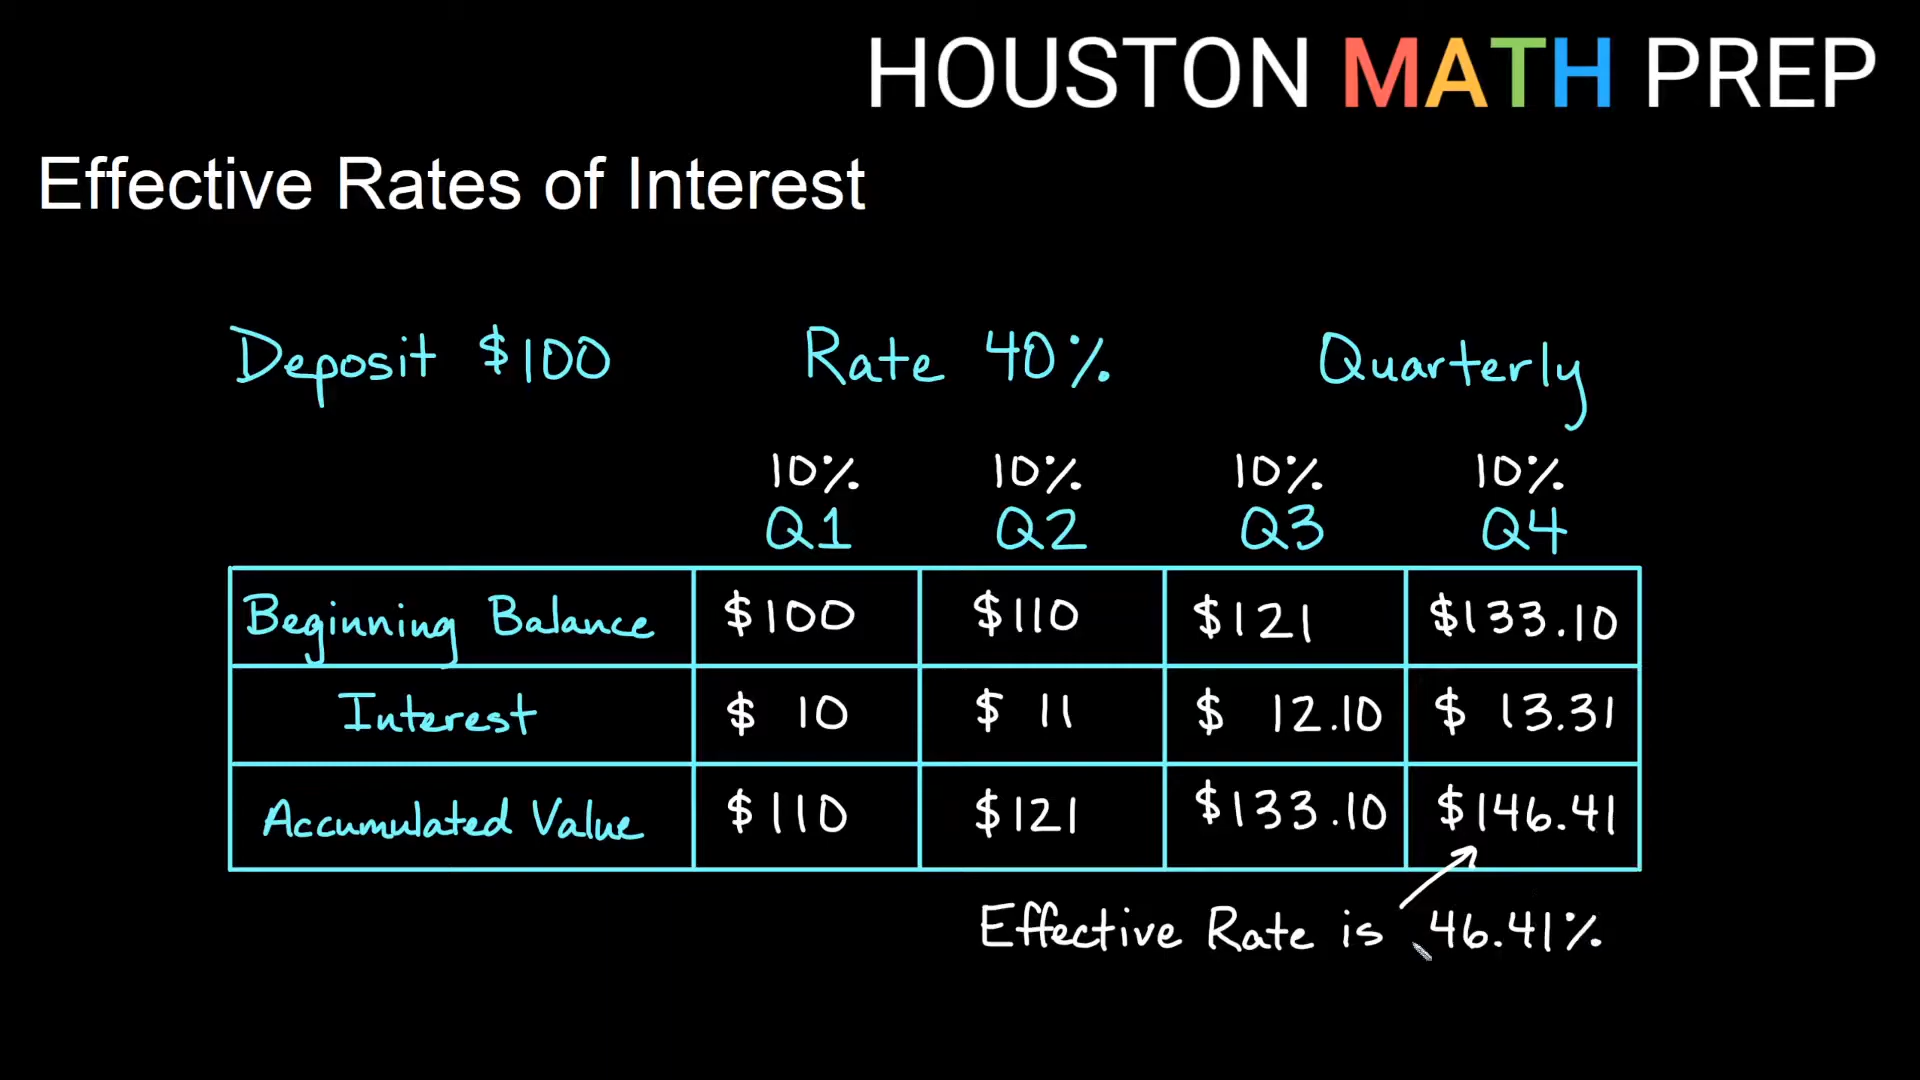 HOUSTON MATH PREP
Effective Rates of Interest
Deposit $100 Rate 40% Quarterly
10% 10% 10% 10%
Q1 Q2 Q3 Q4
Beginning Balance $100 $110 $121 $133.10
Interest $ 10 $ 11 $ 12.10 $ 13.31
Accumulated Value $110 $121 $133.10 $146.41
Effective Rate is 46.41%